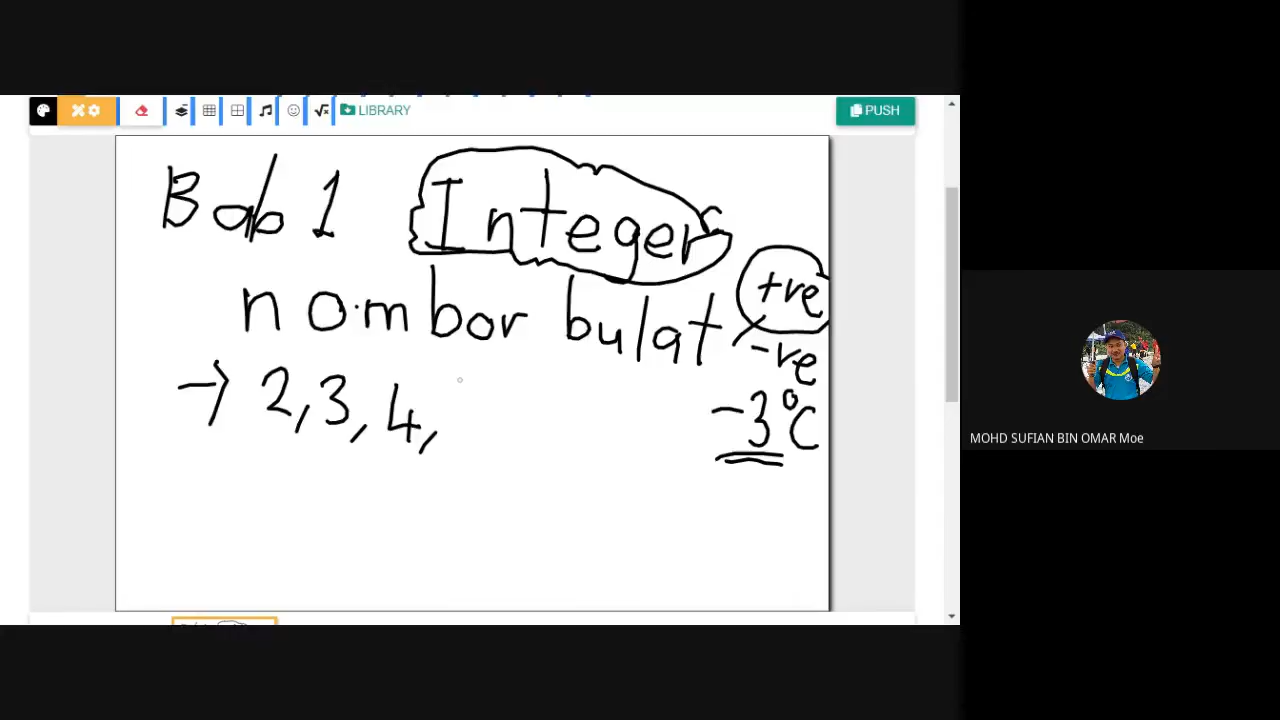 LIBRARY
PUSH
Bab 1 Integer
nombor bulat
+ve
-ve
→ 2, 3, 4,
-3°C
MOHD SUFIAN BIN OMAR Moe